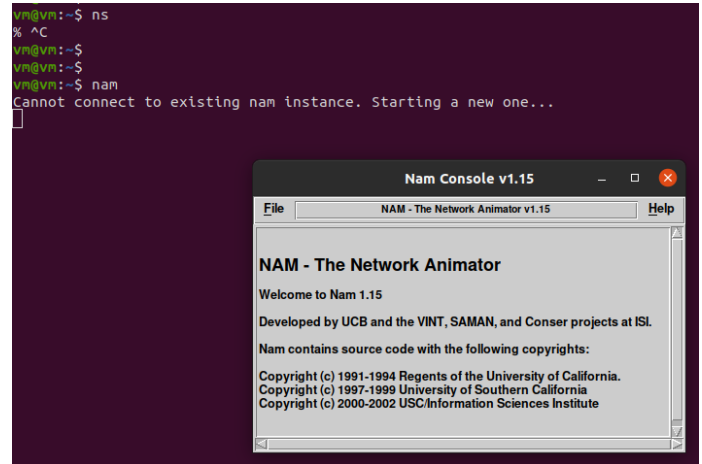 vm@vm:~$ ns
% ^C
vm@vm:~$
vm@vm:~$
vm@vm:~$ nam
Cannot connect to existing nam instance. Starting a new one...
Nam Console v1.15
File NAM - The Network Animator v1.15 Help
NAM - The Network Animator
Welcome to Nam 1.15
Developed by UCB and the VINT, SAMAN, and Conser projects at ISI.
Nam contains source code with the following copyrights:
Copyright (c) 1991-1994 Regents of the University of California.
Copyright (c) 1997-1999 University of Southern California
Copyright (c) 2000-2002 USC/Information Sciences Institute